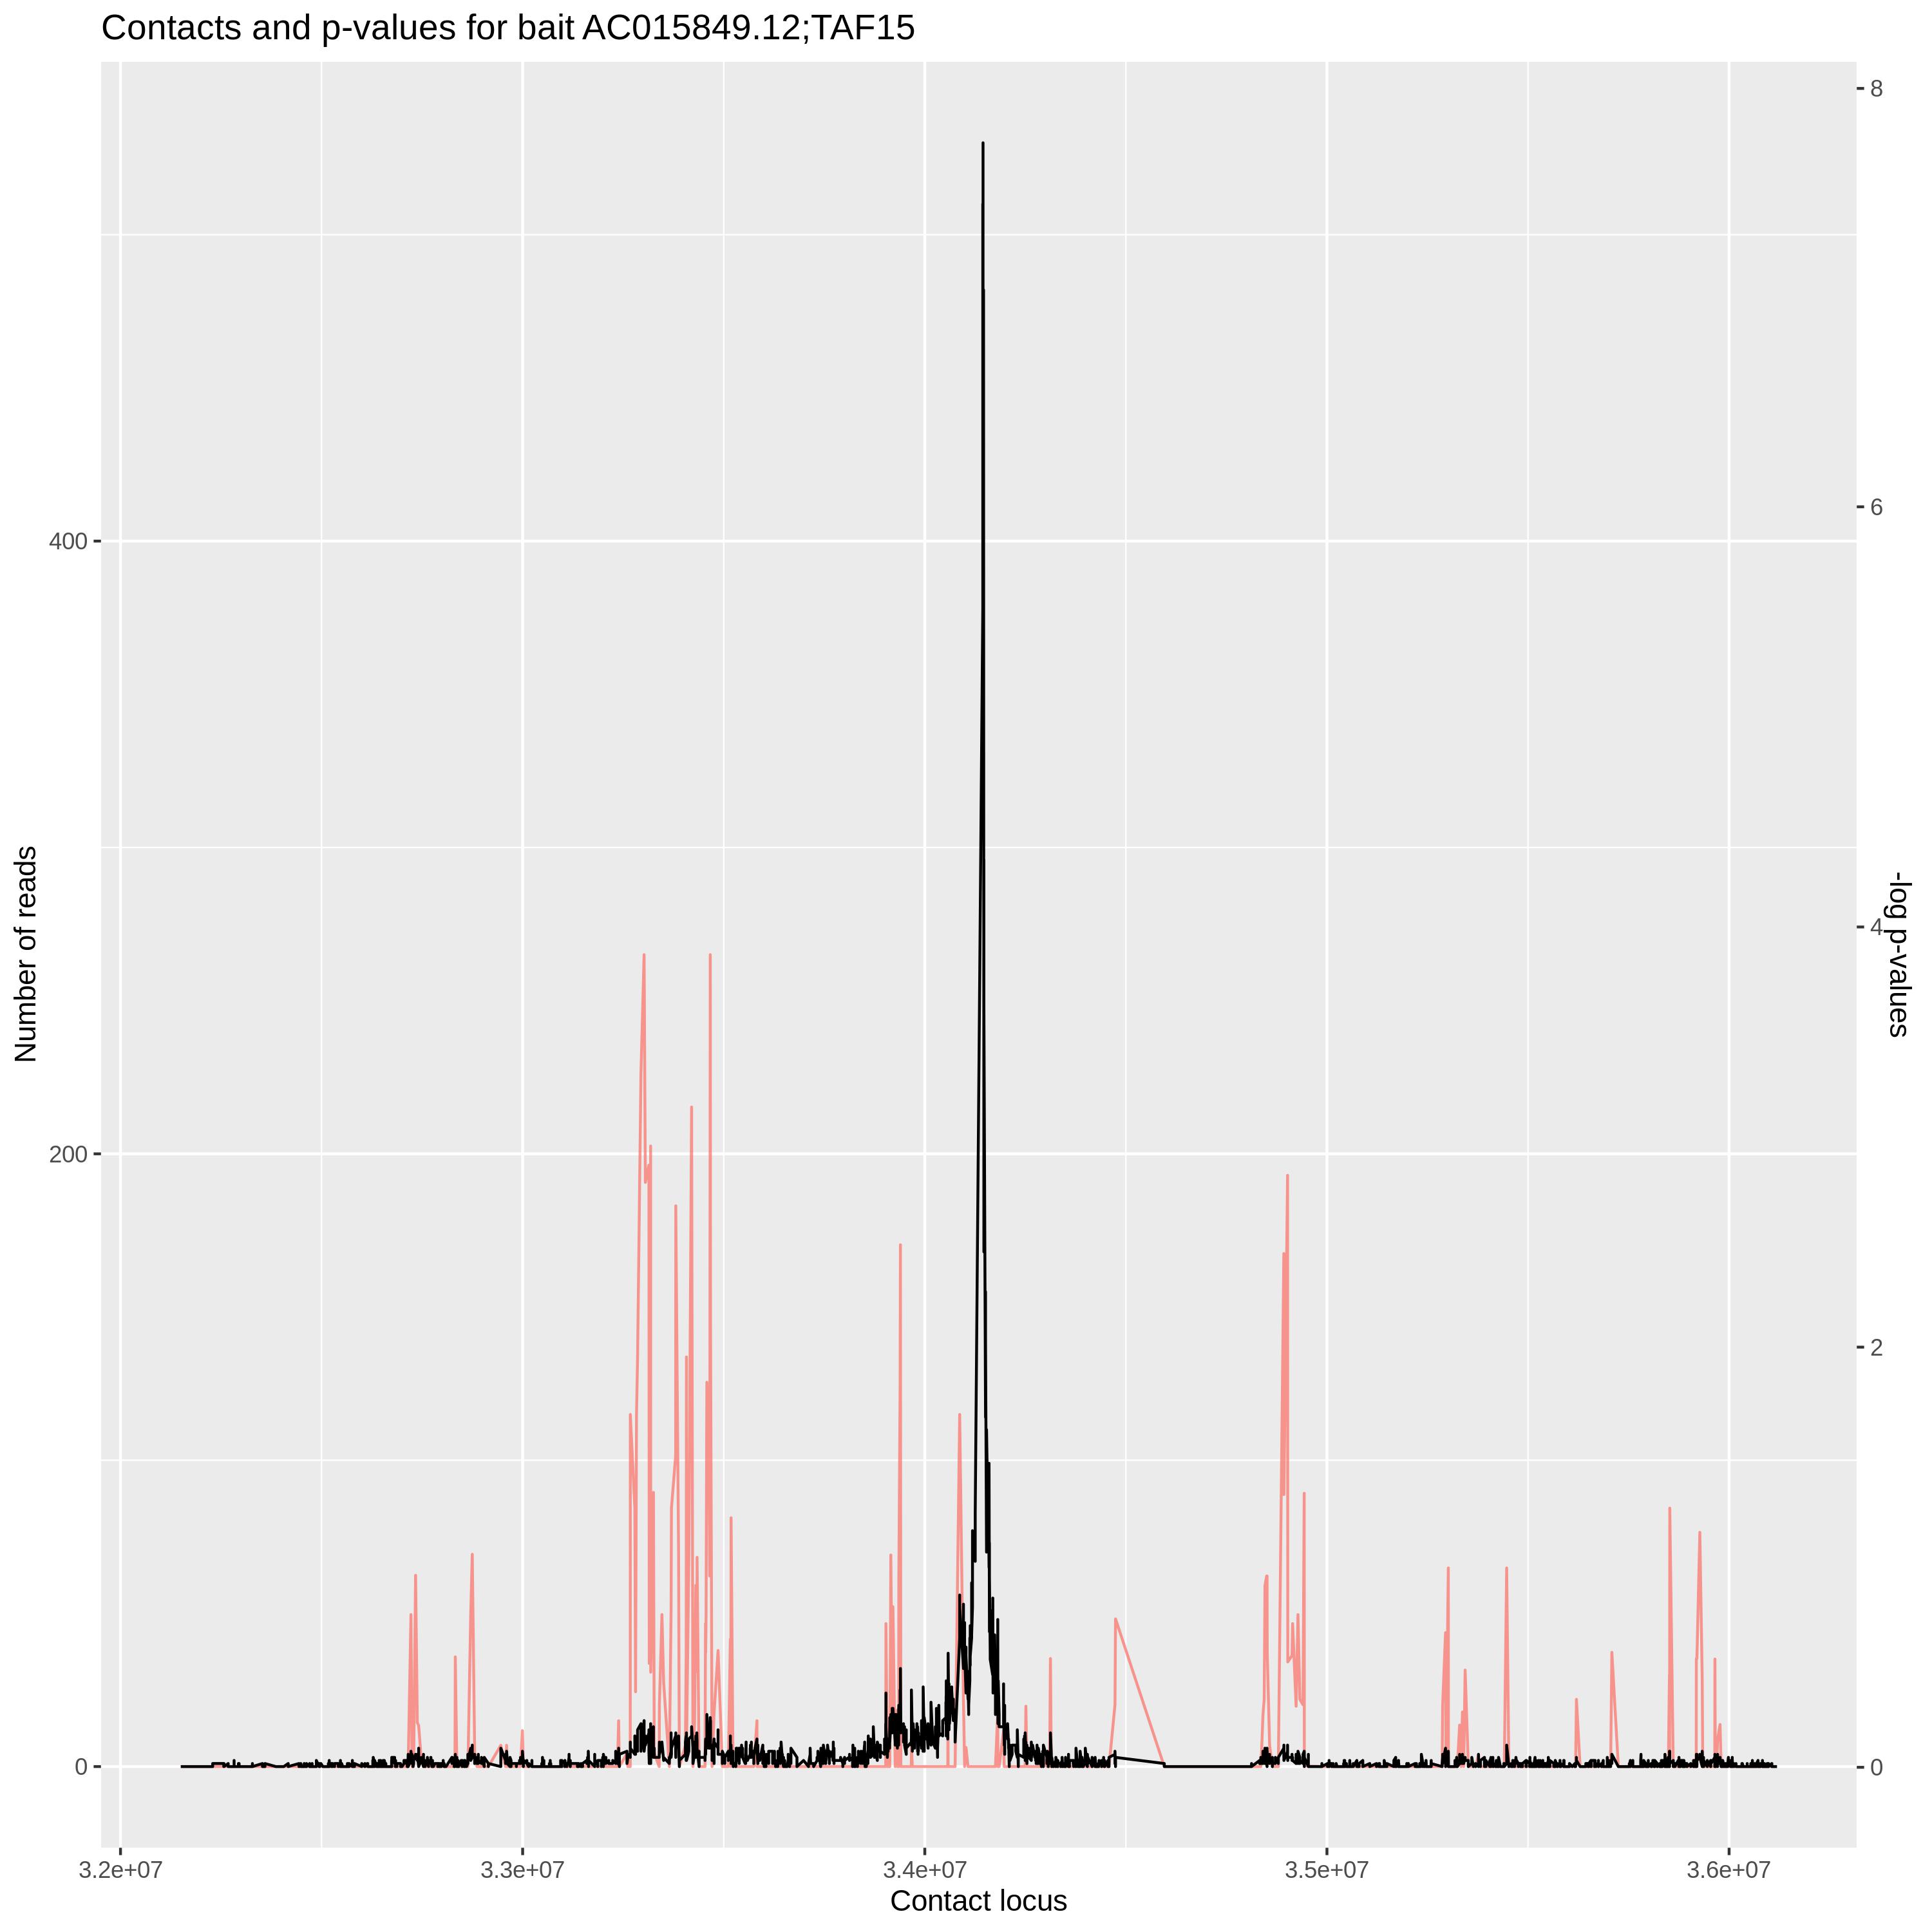 Contacts and p-values for bait AC015849.12;TAF15
Number of reads
400
200
0
8
6
4
2
0
-log p-values
3.2e+07 3.3e+07 3.4e+07 3.5e+07 3.6e+07
Contact locus